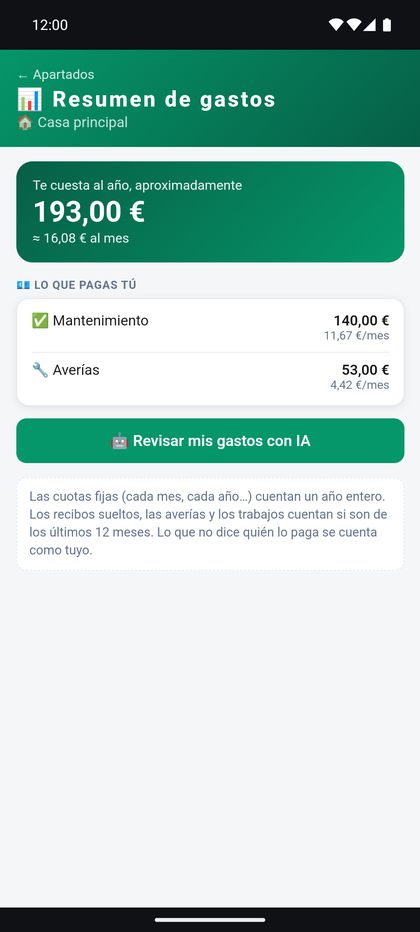 12:00
← Apartados
📊 Resumen de gastos
🏠 Casa principal
Te cuesta al año, aproximadamente
193,00 €
≈ 16,08 € al mes
💶 LO QUE PAGAS TÚ
✅ Mantenimiento 140,00 €
11,67 €/mes
🔧 Averías 53,00 €
4,42 €/mes
🤖 Revisar mis gastos con IA
Las cuotas fijas (cada mes, cada año…) cuentan un año entero.
Los recibos sueltos, las averías y los trabajos cuentan si son de
los últimos 12 meses. Lo que no dice quién lo paga se cuenta
como tuyo.